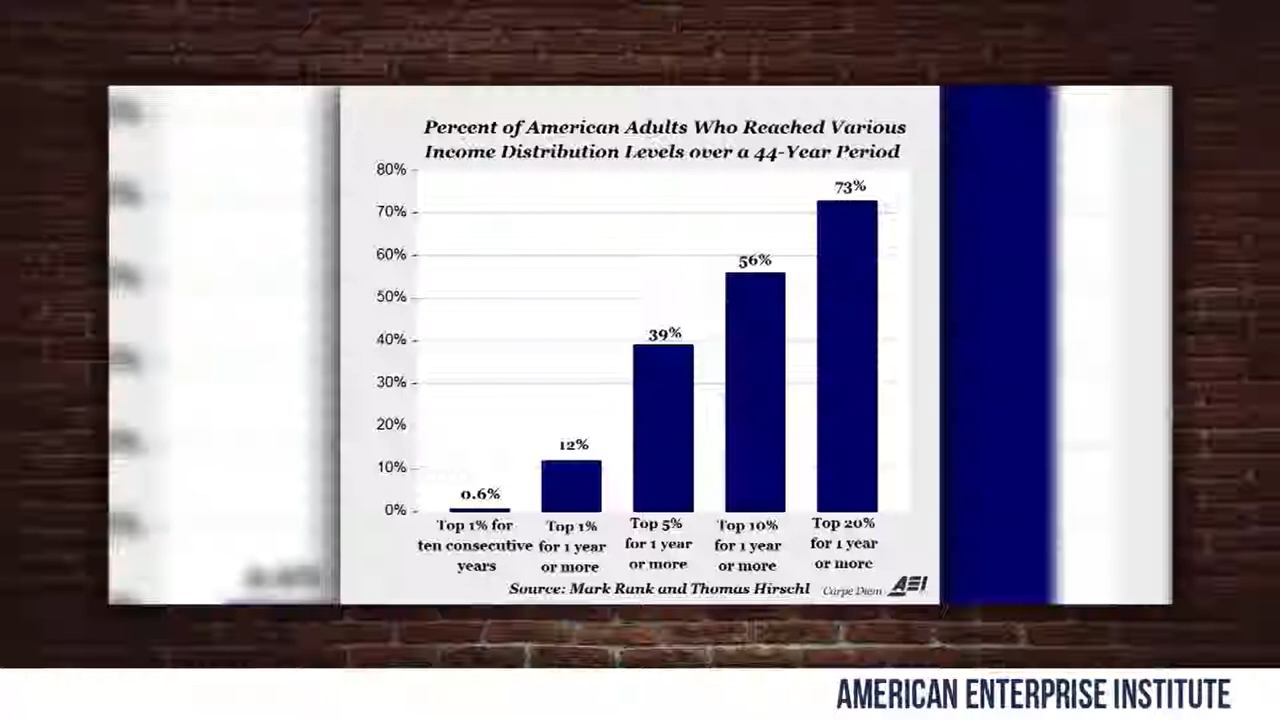 Percent of American Adults Who Reached Various
Income Distribution Levels over a 44-Year Period
80%
70%
60%
50%
40%
30%
20%
10%
0%
0.6%
12%
39%
56%
73%
Top 1% for
ten consecutive
years
Top 1%
for 1 year
or more
Top 5%
for 1 year
or more
Top 10%
for 1 year
or more
Top 20%
for 1 year
or more
Source: Mark Rank and Thomas Hirschl
Carpe Diem AEI
AMERICAN ENTERPRISE INSTITUTE